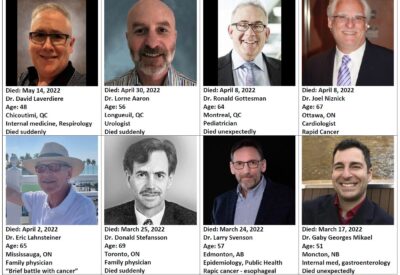 Died: May 14, 2022
Dr. David Laverdiere
Age: 48
Chicoutimi, QC
Internal medicine, Respirology
Died suddenly
Died: April 30, 2022
Dr. Lorne Aaron
Age: 56
Longueuil, QC
Urologist
Died suddenly
Died: April 8, 2022
Dr. Ronald Gottesman
Age: 64
Montreal, QC
Pediatrician
Died unexpectedly
Died: April 8, 2022
Dr. Joel Niznick
Age: 67
Ottawa, ON
Cardiologist
Rapid Cancer
Died: April 2, 2022
Dr. Eric Lahnsteiner
Age: 65
Mississauga, ON
Family physician
"Brief battle with cancer"
Died: March 25, 2022
Dr. Donald Stefansson
Age: 69
Toronto, ON
Family physician
Died suddenly
Died: March 24, 2022
Dr. Larry Svenson
Age: 57
Edmonton, AB
Epidemiology, Public Health
Rapic cancer - esophageal
Died: March 17, 2022
Dr. Gaby Georges Mikael
Age: 51
Moncton, NB
Internal med, gastroenterology
Died unexpectedly